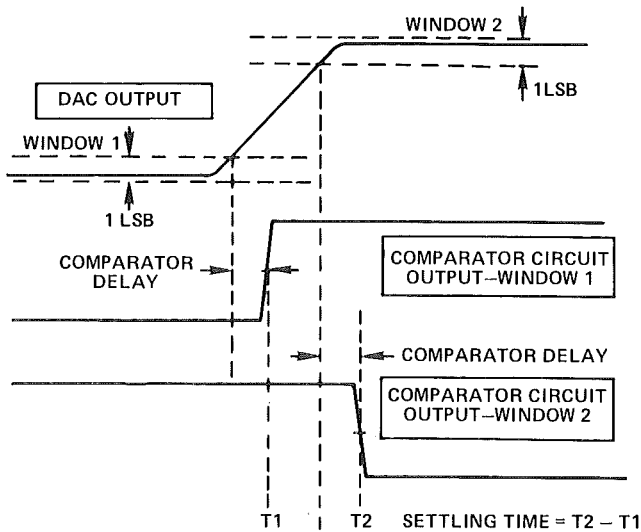 WINDOW 2
1LSB
DAC OUTPUT
WINDOW 1
1 LSB
COMPARATOR
DELAY
COMPARATOR CIRCUIT
OUTPUT–WINDOW 1
COMPARATOR DELAY
COMPARATOR CIRCUIT
OUTPUT–WINDOW 2
T1
T2
SETTLING TIME = T2 – T1